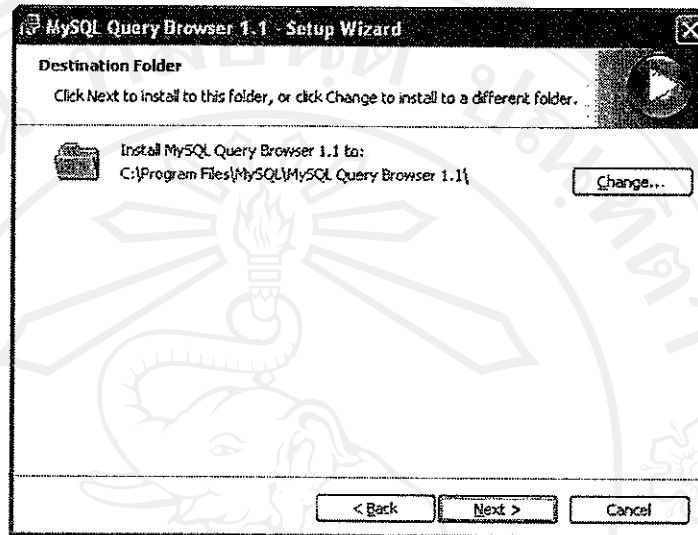 MySQL Query Browser 1.1 - Setup Wizard
Destination Folder
Click Next to install to this folder, or click Change to install to a different folder.
Install MySQL Query Browser 1.1 to:
C:\Program Files\MySQL\MySQL Query Browser 1.1\
Change...
< Back
Next >
Cancel